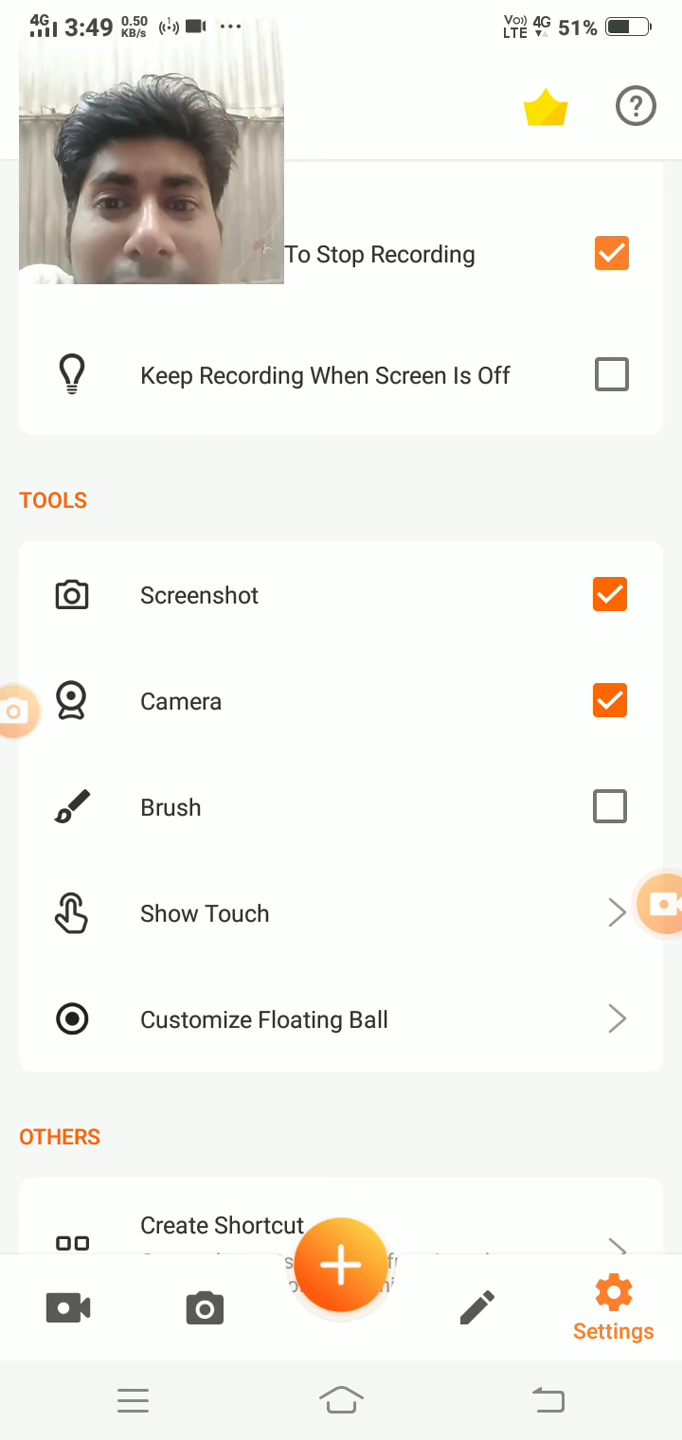 4G 3:49 0.50 KB/s Vo) LTE 4G 51%
To Stop Recording
Keep Recording When Screen Is Off
TOOLS
Screenshot
Camera
Brush
Show Touch
Customize Floating Ball
OTHERS
Create Shortcut
Settings